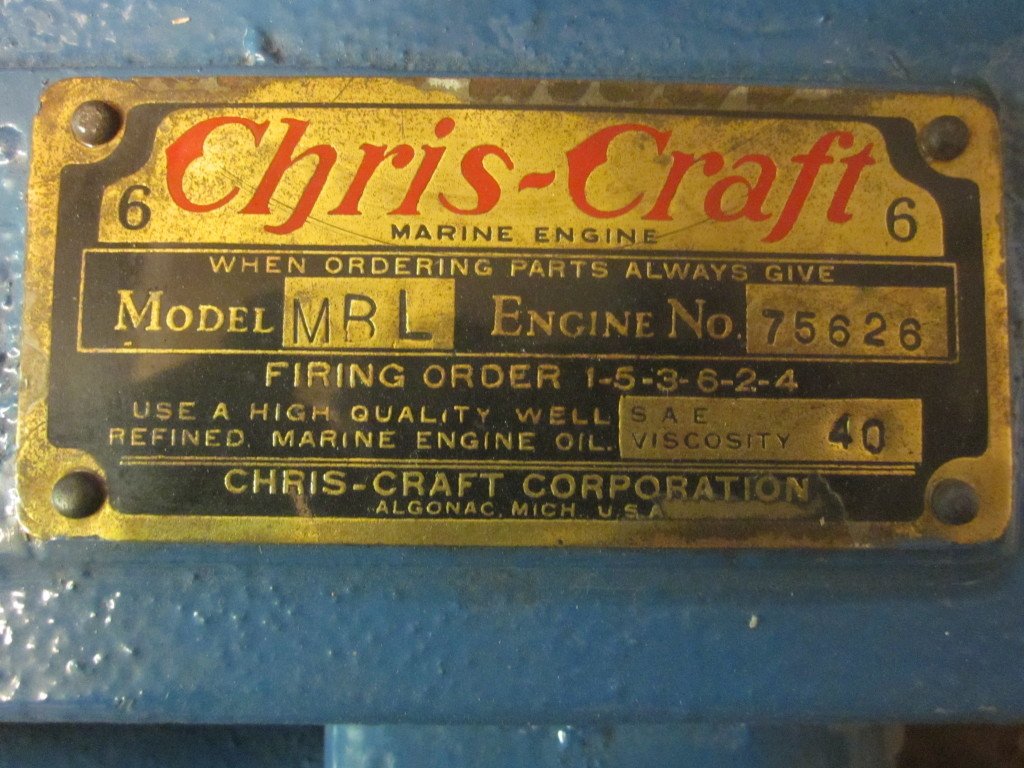 Chris-Craft
6 6
MARINE ENGINE
WHEN ORDERING PARTS ALWAYS GIVE
MODEL MBL ENGINE NO. 75626
FIRING ORDER 1-5-3-6-2-4
USE A HIGH QUALITY WELL SAE
REFINED, MARINE ENGINE OIL. VISCOSITY 40
CHRIS-CRAFT CORPORATION
ALGONAC, MICH., U.S.A.